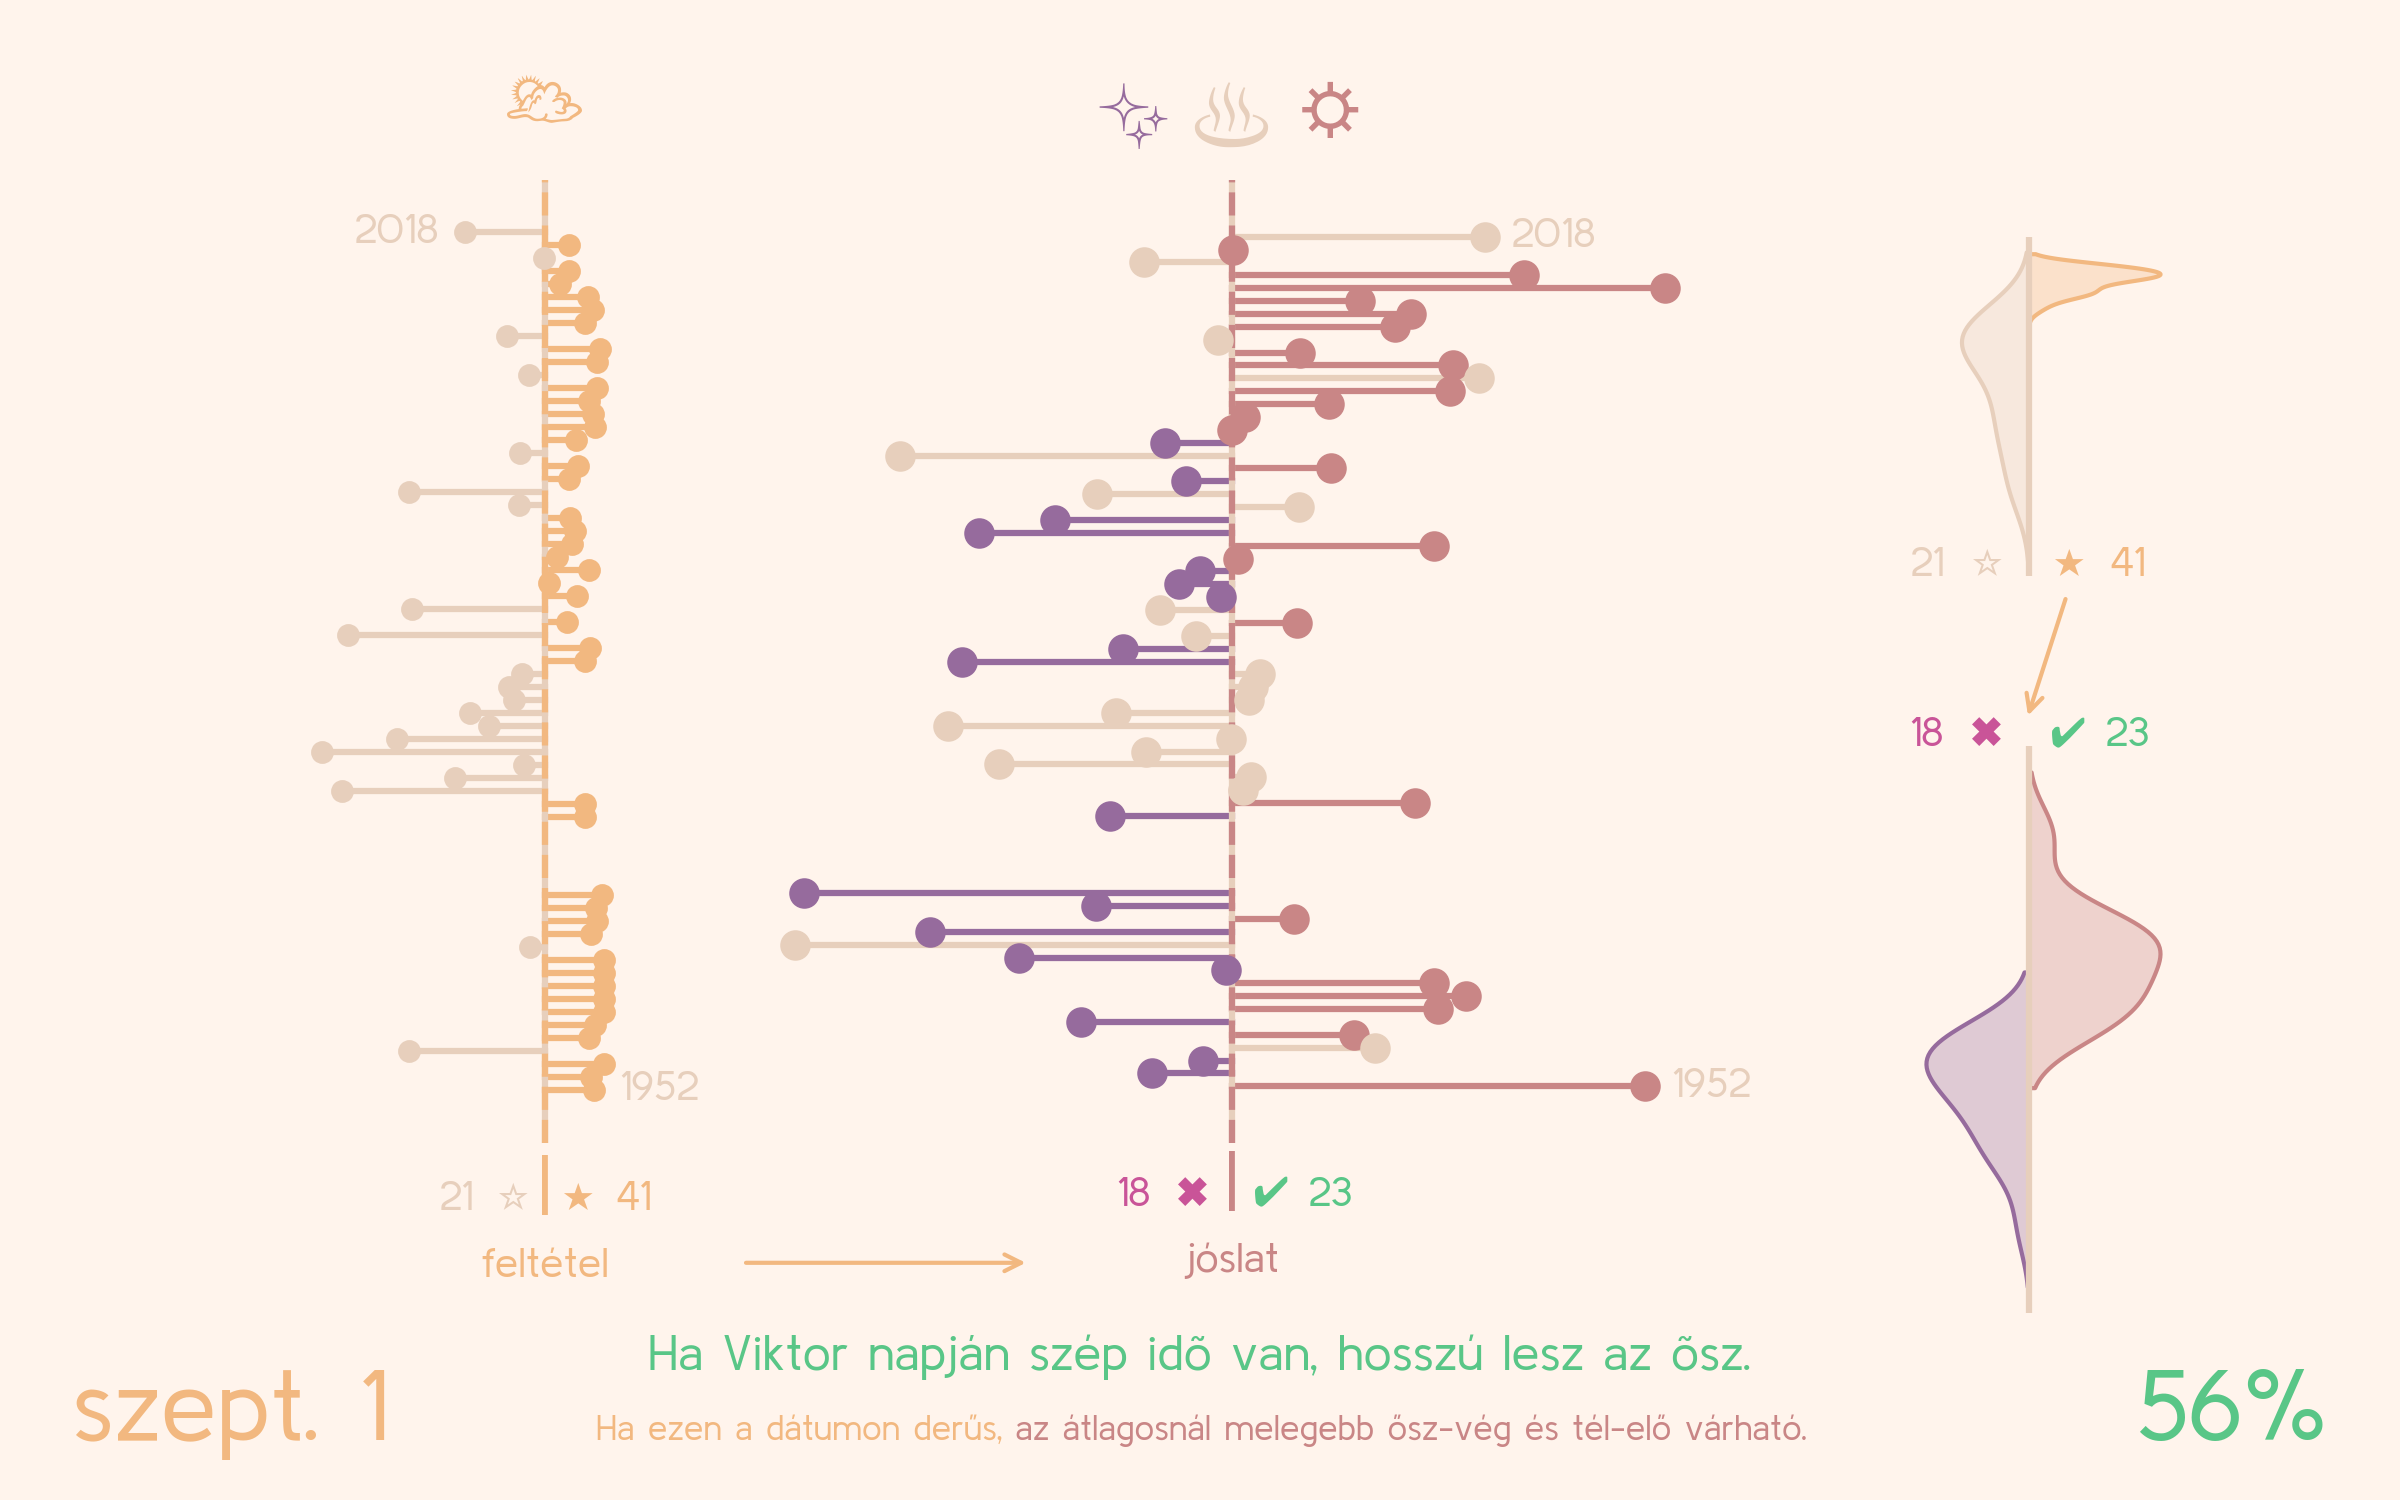 2018
2018
21 ☆ ★ 41
18 ✖ ✔ 23
1952
1952
21 ☆ ★ 41
18 ✖ ✔ 23
feltétel
jóslat
Ha Viktor napján szép idõ van, hosszú lesz az õsz.
szept. 1
56%
Ha ezen a dátumon derűs, az átlagosnál melegebb ősz-vég és tél-elő várható.